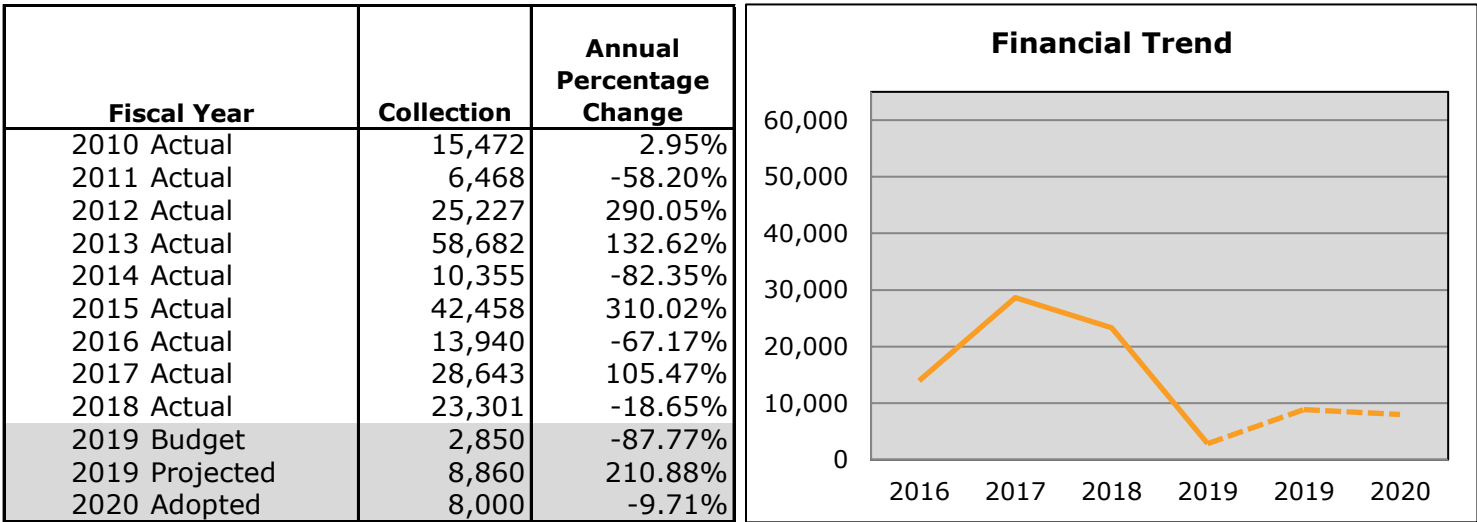 Annual
Percentage
Fiscal Year Collection Change
2010 Actual 15,472 2.95%
2011 Actual 6,468 -58.20%
2012 Actual 25,227 290.05%
2013 Actual 58,682 132.62%
2014 Actual 10,355 -82.35%
2015 Actual 42,458 310.02%
2016 Actual 13,940 -67.17%
2017 Actual 28,643 105.47%
2018 Actual 23,301 -18.65%
2019 Budget 2,850 -87.77%
2019 Projected 8,860 210.88%
2020 Adopted 8,000 -9.71%
Financial Trend
60,000
50,000
40,000
30,000
20,000
10,000
0
2016 2017 2018 2019 2019 2020